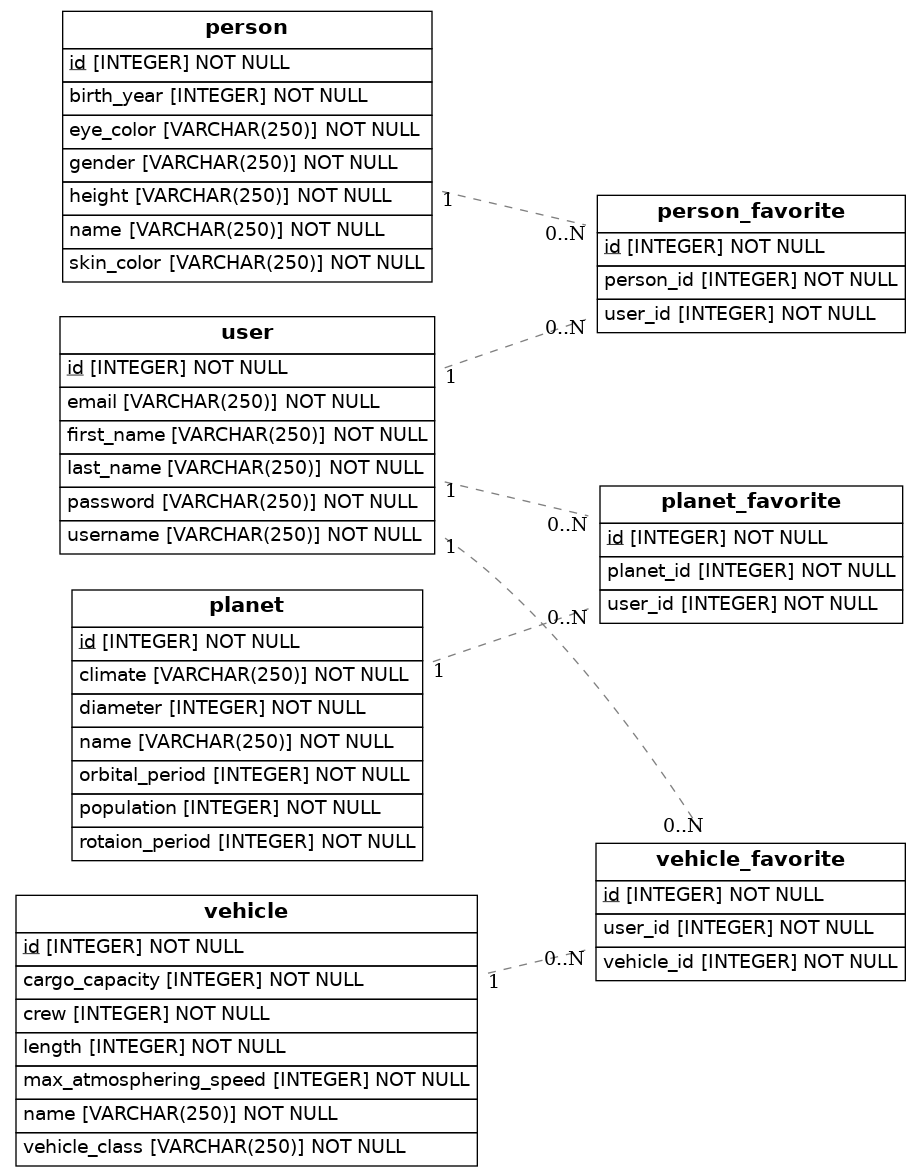 person
id [INTEGER] NOT NULL
birth_year [INTEGER] NOT NULL
eye_color [VARCHAR(250)] NOT NULL
gender [VARCHAR(250)] NOT NULL
height [VARCHAR(250)] NOT NULL
name [VARCHAR(250)] NOT NULL
skin_color [VARCHAR(250)] NOT NULL
1
0..N
person_favorite
id [INTEGER] NOT NULL
person_id [INTEGER] NOT NULL
user_id [INTEGER] NOT NULL
user
id [INTEGER] NOT NULL
email [VARCHAR(250)] NOT NULL
first_name [VARCHAR(250)] NOT NULL
last_name [VARCHAR(250)] NOT NULL
password [VARCHAR(250)] NOT NULL
username [VARCHAR(250)] NOT NULL
0..N
1
1
0..N
1
planet_favorite
id [INTEGER] NOT NULL
planet_id [INTEGER] NOT NULL
user_id [INTEGER] NOT NULL
planet
id [INTEGER] NOT NULL
climate [VARCHAR(250)] NOT NULL
diameter [INTEGER] NOT NULL
name [VARCHAR(250)] NOT NULL
orbital_period [INTEGER] NOT NULL
population [INTEGER] NOT NULL
rotaion_period [INTEGER] NOT NULL
0..N
1
0..N
vehicle_favorite
id [INTEGER] NOT NULL
user_id [INTEGER] NOT NULL
vehicle_id [INTEGER] NOT NULL
vehicle
id [INTEGER] NOT NULL
cargo_capacity [INTEGER] NOT NULL
crew [INTEGER] NOT NULL
length [INTEGER] NOT NULL
max_atmosphering_speed [INTEGER] NOT NULL
name [VARCHAR(250)] NOT NULL
vehicle_class [VARCHAR(250)] NOT NULL
0..N
1